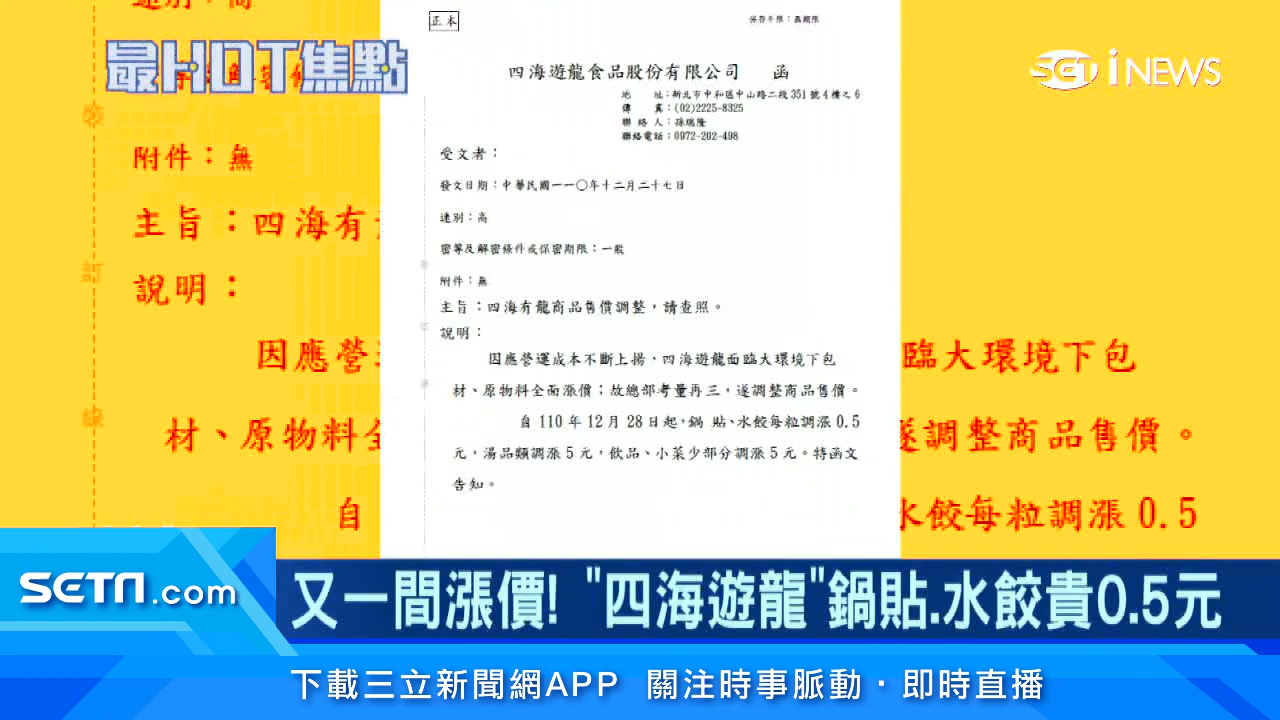 速別：高
最HOT焦點
SET iNEWS
正本
保存年限：無期限
四海遊龍食品股份有限公司 函
地 址：新北市中和區中山路二段351號4樓之6
傳 真：(02)2225-8325
聯 絡 人：孫瑞隆
聯絡電話：0972-202-498
受文者：
發文日期：中華民國一一〇年十二月二十七日
速別：高
密等及解密條件或保密期限：一般
附件：無
主旨：四海有龍商品售價調整，請查照。
說明：
因應營運成本不斷上揚，四海遊龍面臨大環境下包
材、原物料全面漲價；故總部考量再三，遂調整商品售價。
自110年12月28日起，鍋 貼、水餃每粒調漲0.5
元，湯品類調漲5元，飲品、小菜少部分調漲5元。特函文
告知。
附件：無
主旨：四海有
說明：
因應營 臨大環境下包
材、原物料全 遂調整商品售價。
自 水餃每粒調漲0.5
裝
訂
線
SETN.com
又一間漲價! "四海遊龍"鍋貼.水餃貴0.5元
下載三立新聞網APP 關注時事脈動·即時直播